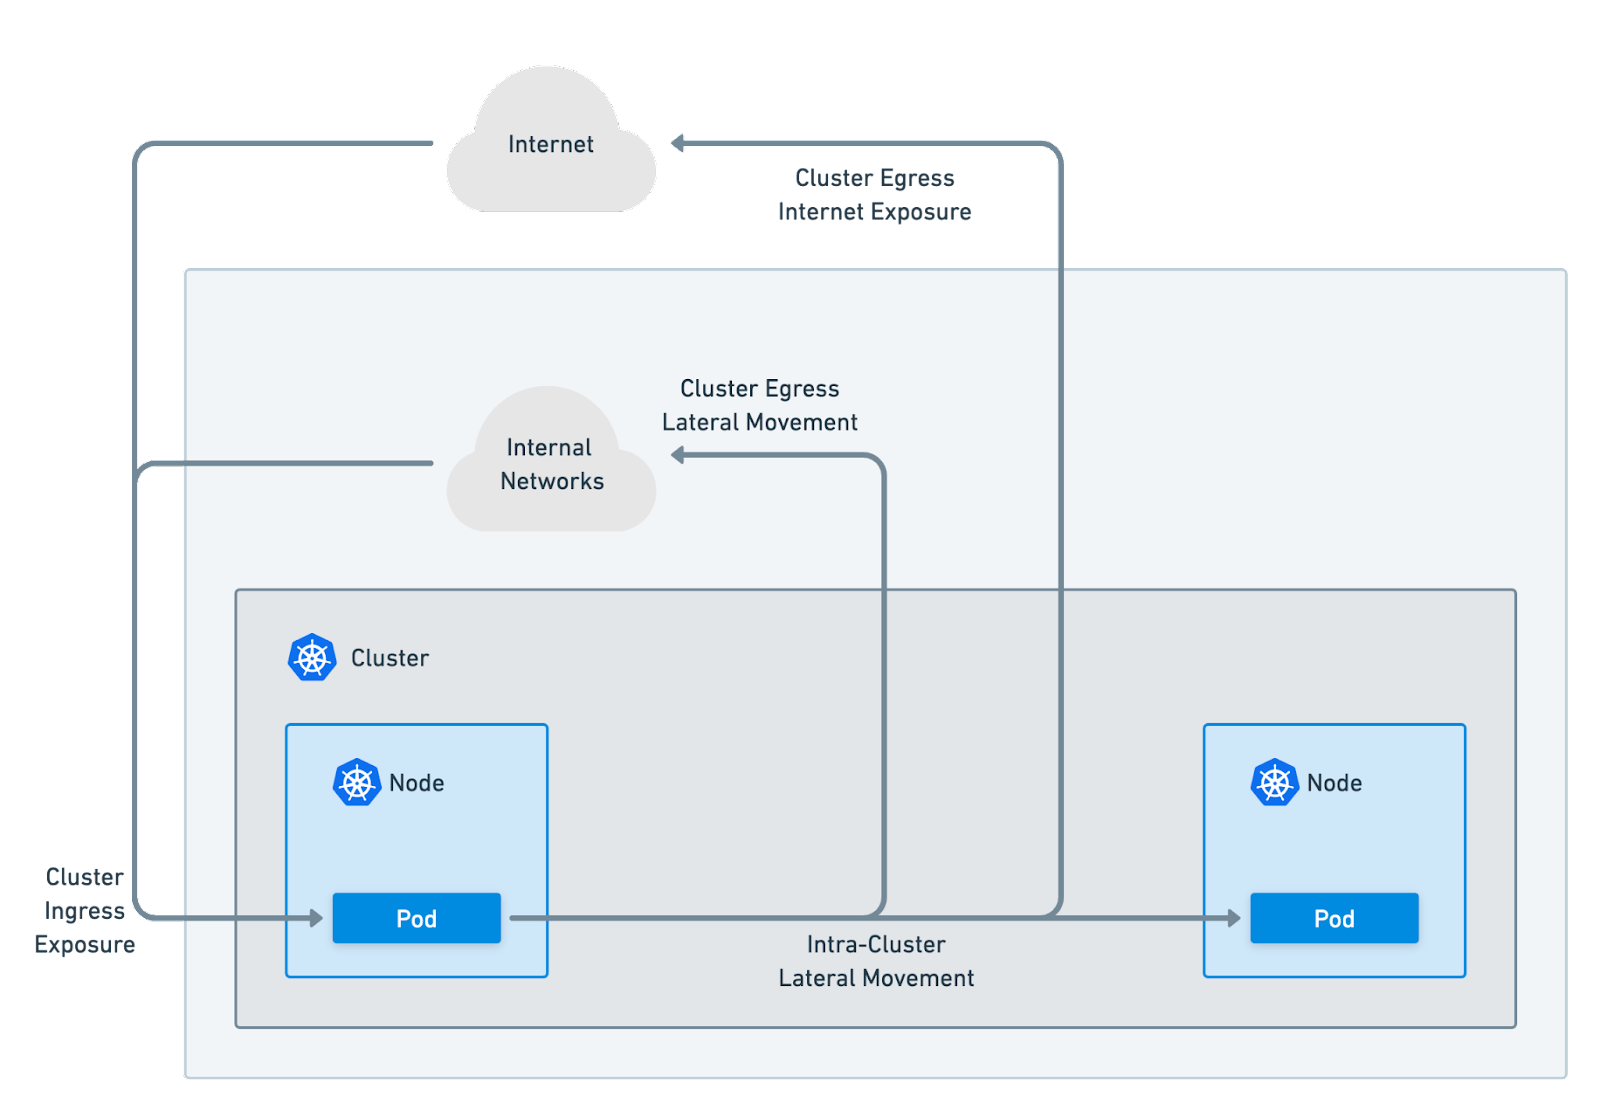 Internet
Cluster Egress
Internet Exposure
Cluster Egress
Lateral Movement
Internal
Networks
Cluster
Node
Node
Cluster
Ingress
Exposure
Pod
Pod
Intra-Cluster
Lateral Movement